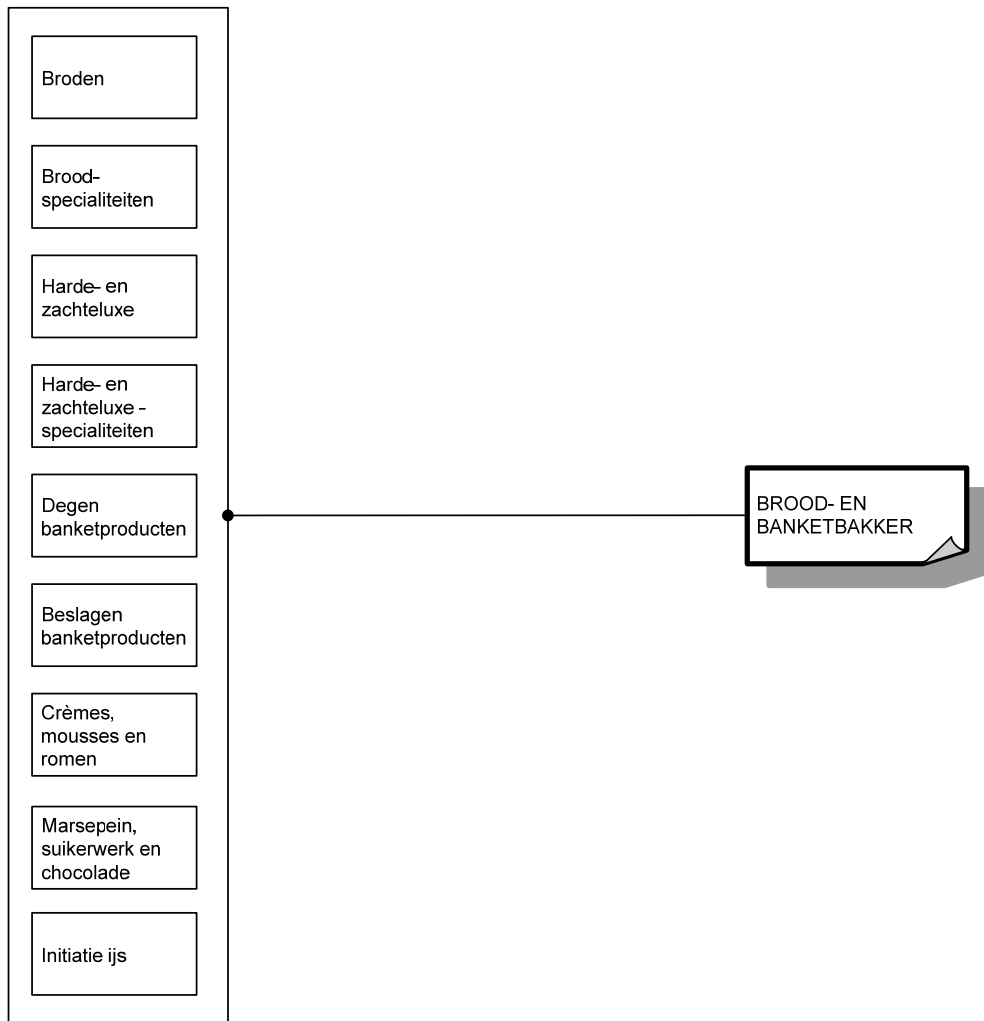 Broden
Brood-
specialiteiten
Harde- en
zachteluxe
Harde- en
zachteluxe -
specialiteiten
Degen
banketproducten
Beslagen
banketproducten
Crèmes,
mousses en
romen
Marsepein,
suikerwerk en
chocolade
Initiatie ijs
BROOD- EN
BANKETBAKKER